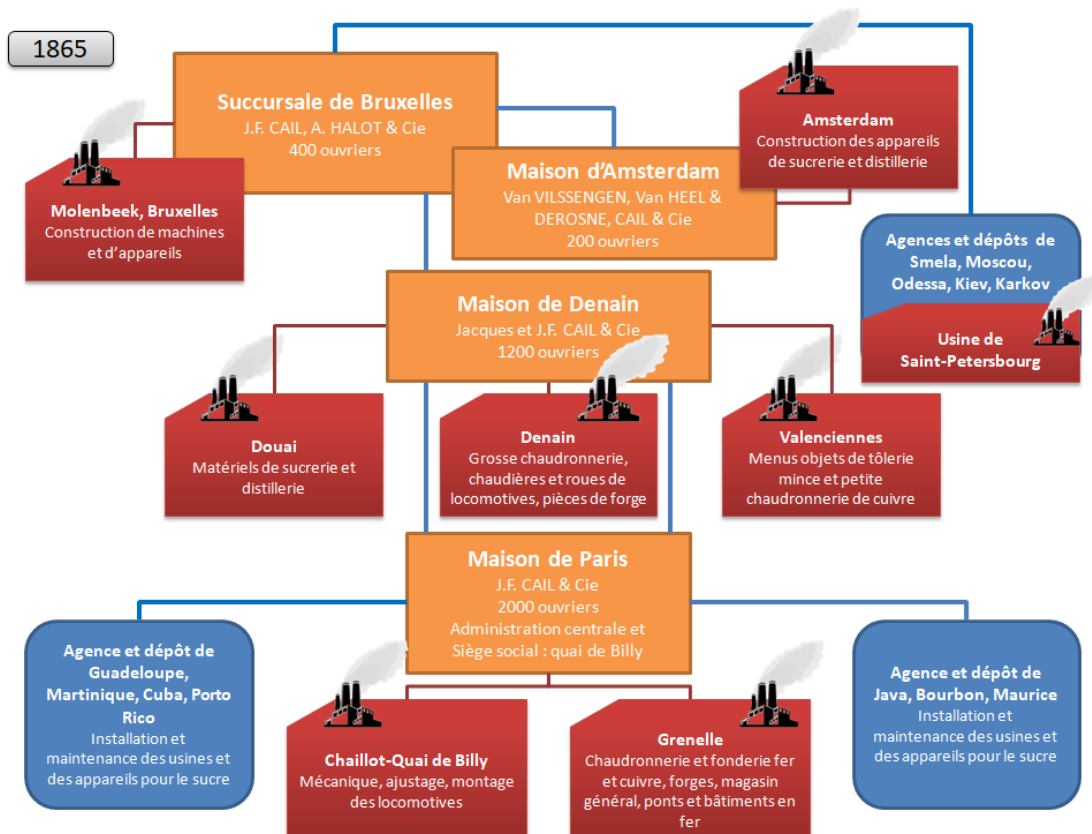 1865
Succursale de Bruxelles
J.F. CAIL, A. HALOT & Cie
400 ouvriers
Amsterdam
Construction des appareils
de sucrerie et distillerie
Maison d'Amsterdam
Van VILSSENGEN, Van HEEL &
DEROSNE, CAIL & Cie
200 ouvriers
Molenbeek, Bruxelles
Construction de machines
et d'appareils
Agences et dépôts de
Smela, Moscou,
Odessa, Kiev, Karkov
Usine de
Saint-Petersbourg
Maison de Denain
Jacques et J.F. CAIL & Cie
1200 ouvriers
Douai
Matériels de sucrerie et
distillerie
Denain
Grosse chaudronnerie,
chaudières et roues de
locomotives, pièces de forge
Valenciennes
Menus objets de tôlerie
mince et petite
chaudronnerie de cuivre
Maison de Paris
J.F. CAIL & Cie
2000 ouvriers
Administration centrale et
Siège social : quai de Billy
Agence et dépôt de
Guadeloupe,
Martinique, Cuba, Porto
Rico
Installation et
maintenance des usines et
des appareils pour le sucre
Chaillot-Quai de Billy
Mécanique, ajustage, montage
des locomotives
Grenelle
Chaudronnerie et fonderie fer
et cuivre, forges, magasin
général, ponts et bâtiments en
fer
Agence et dépôt de
Java, Bourbon, Maurice
Installation et
maintenance des usines et
des appareils pour le sucre